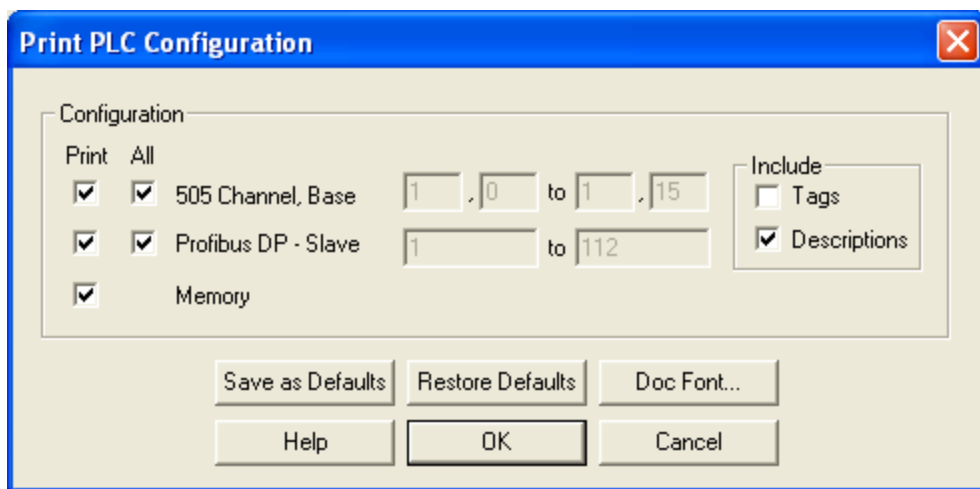 Print PLC Configuration
Configuration
Print All
505 Channel, Base 1 , 0 to 1 , 15
Profibus DP - Slave 1 to 112
Memory
Include
Tags
Descriptions
Save as Defaults Restore Defaults Doc Font...
Help OK Cancel